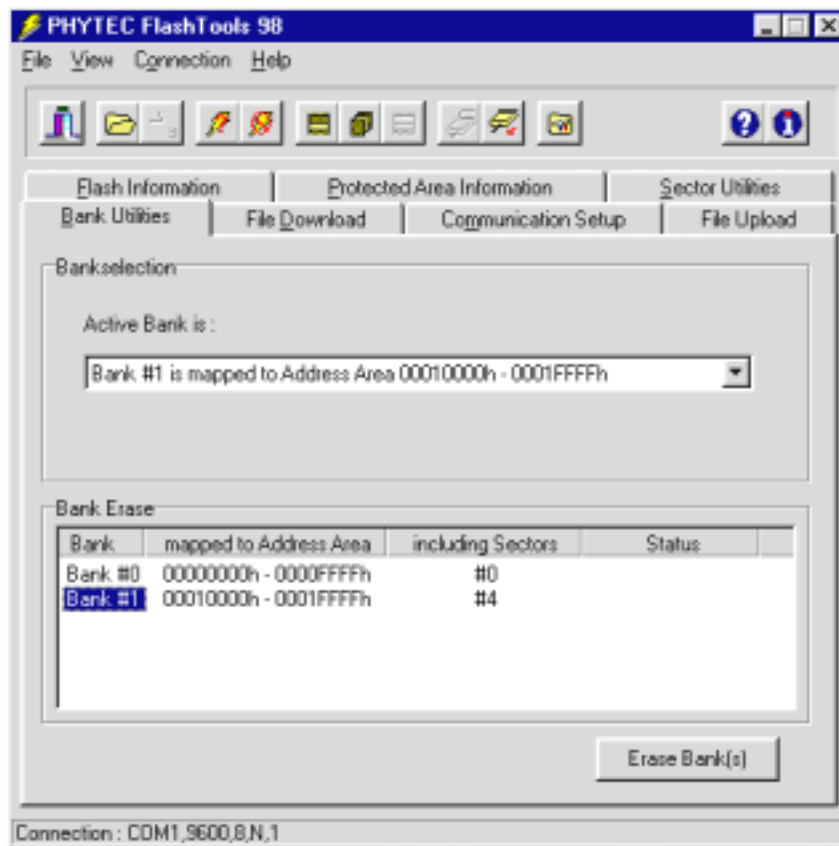 PHYTEC FlashTools 98
File View Connection Help
Flash Information Protected Area Information Sector Utilities
Bank Utilities File Download Communication Setup File Upload
Bankselection
Active Bank is :
Bank #1 is mapped to Address Area 00010000h - 0001FFFFh
Bank Erase
Bank mapped to Address Area including Sectors Status
Bank #0 00000000h - 0000FFFFh #0
Bank #1 00010000h - 0001FFFFh #4
Erase Bank(s)
Connection : COM1,9600,8,N,1